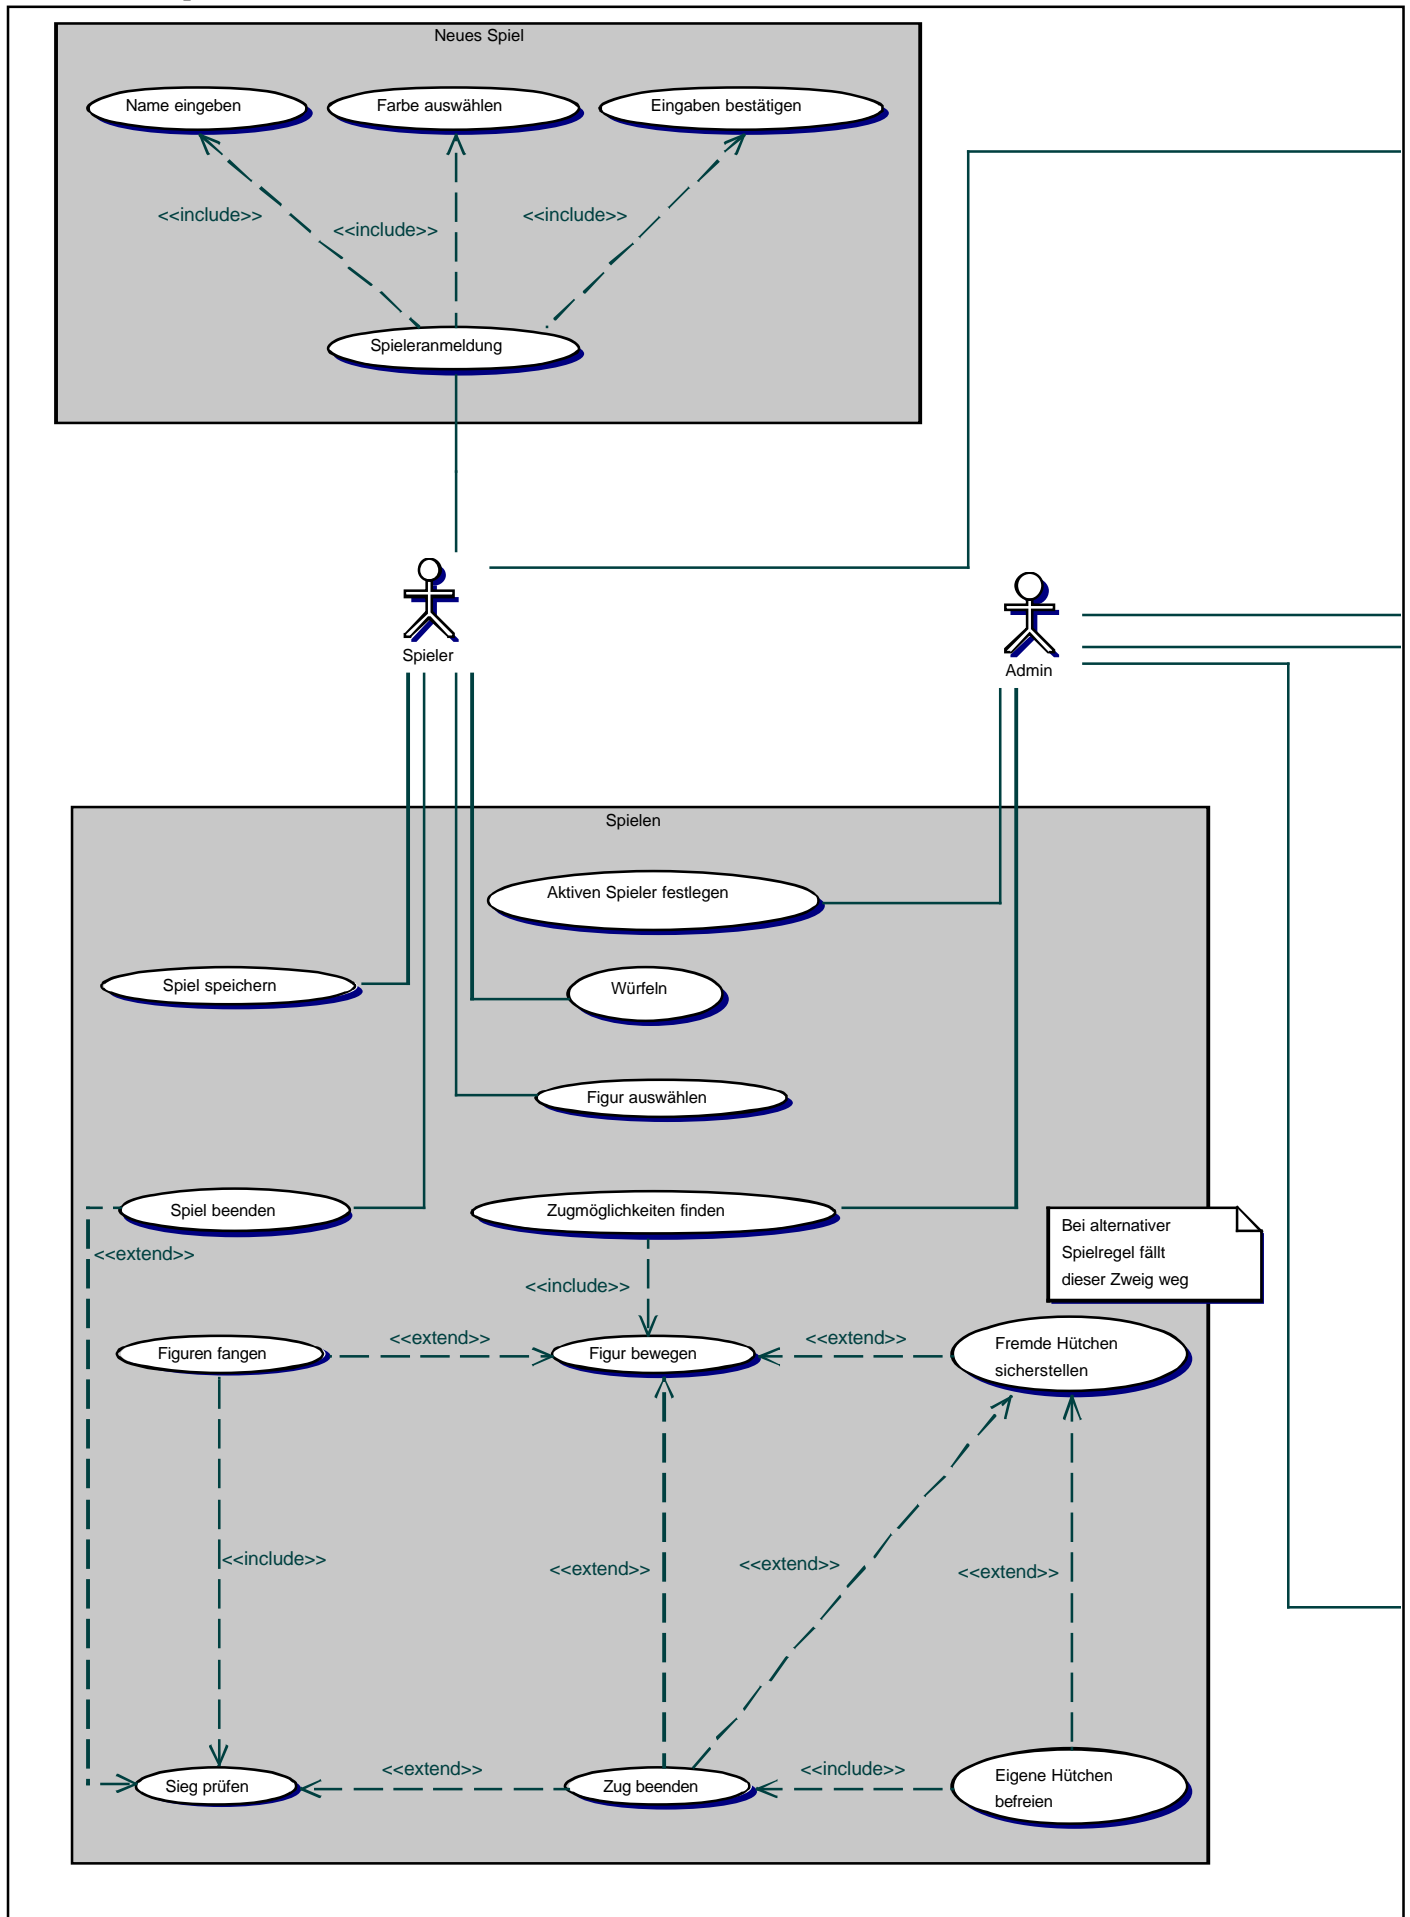 Neues Spiel
Name eingeben
Farbe auswählen
Eingaben bestätigen
<<include>>
<<include>>
<<include>>
Spieleranmeldung
Spieler
Admin
Spielen
Aktiven Spieler festlegen
Spiel speichern
Würfeln
Figur auswählen
Spiel beenden
Zugmöglichkeiten finden
Bei alternativer
Spielregel fällt
dieser Zweig weg
<<extend>>
<<include>>
Figuren fangen
<<extend>>
Figur bewegen
<<extend>>
Fremde Hütchen
sicherstellen
<<include>>
<<extend>>
<<extend>>
<<extend>>
Sieg prüfen
<<extend>>
Zug beenden
<<include>>
Eigene Hütchen
befreien